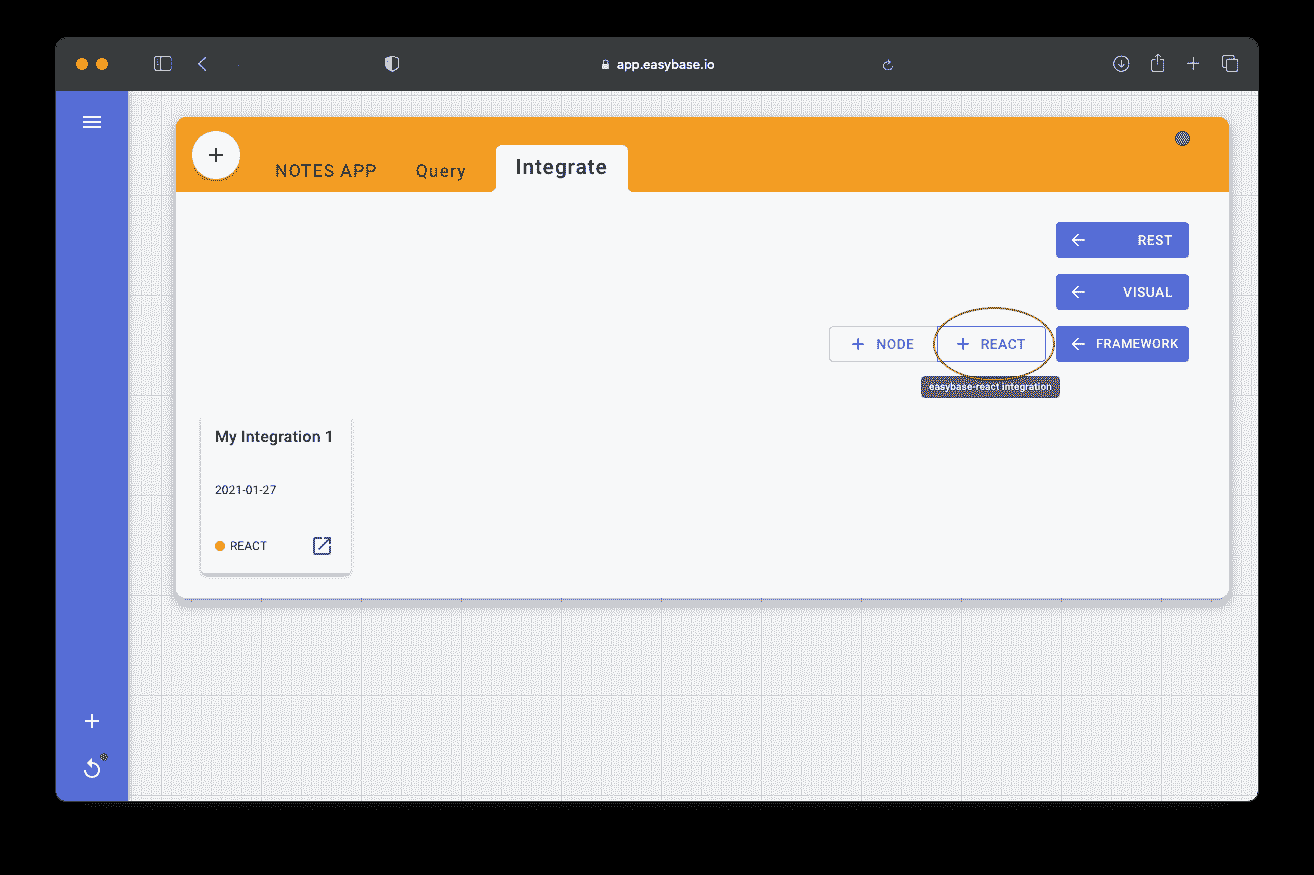 app.easybase.io
NOTES APP
Query
Integrate
REST
VISUAL
NODE
REACT
FRAMEWORK
easybase-react integration
My Integration 1
2021-01-27
REACT